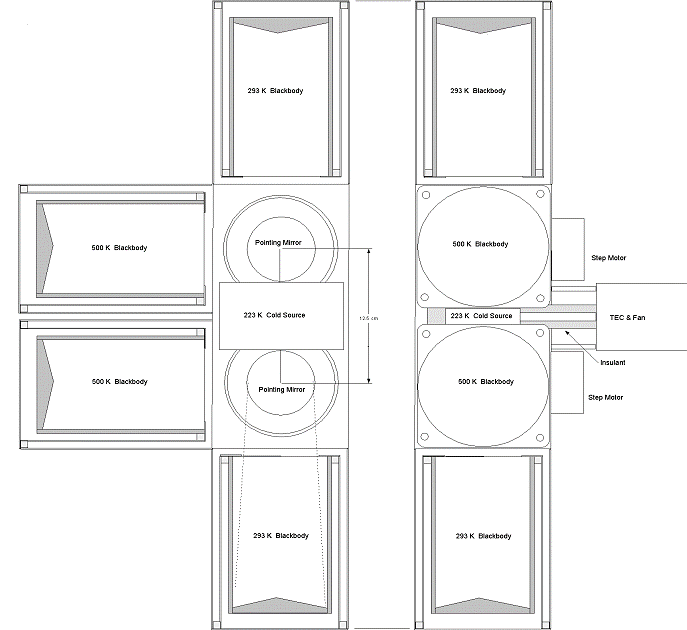 293 K Blackbody
293 K Blackbody
500 K Blackbody
Pointing Mirror
500 K Blackbody
Step Motor
223 K Cold Source
12.5 cm
223 K Cold Source
TEC & Fan
Insulant
500 K Blackbody
Pointing Mirror
500 K Blackbody
Step Motor
293 K Blackbody
293 K Blackbody